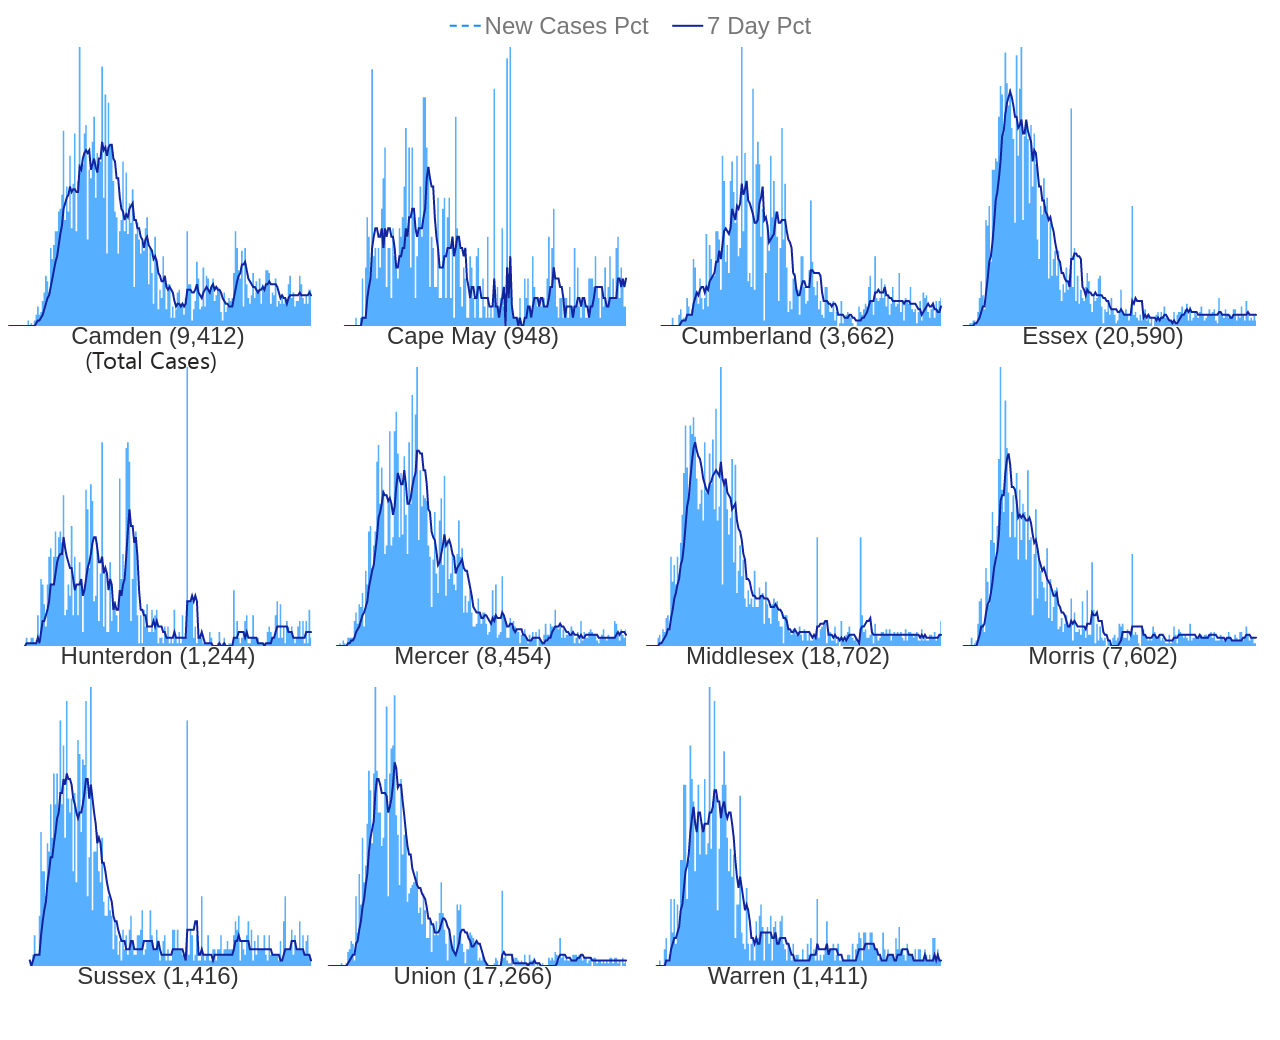 New Cases Pct 7 Day Pct
Camden (9,412)
(Total Cases)
Cape May (948)
Cumberland (3,662)
Essex (20,590)
Hunterdon (1,244)
Mercer (8,454)
Middlesex (18,702)
Morris (7,602)
Sussex (1,416)
Union (17,266)
Warren (1,411)